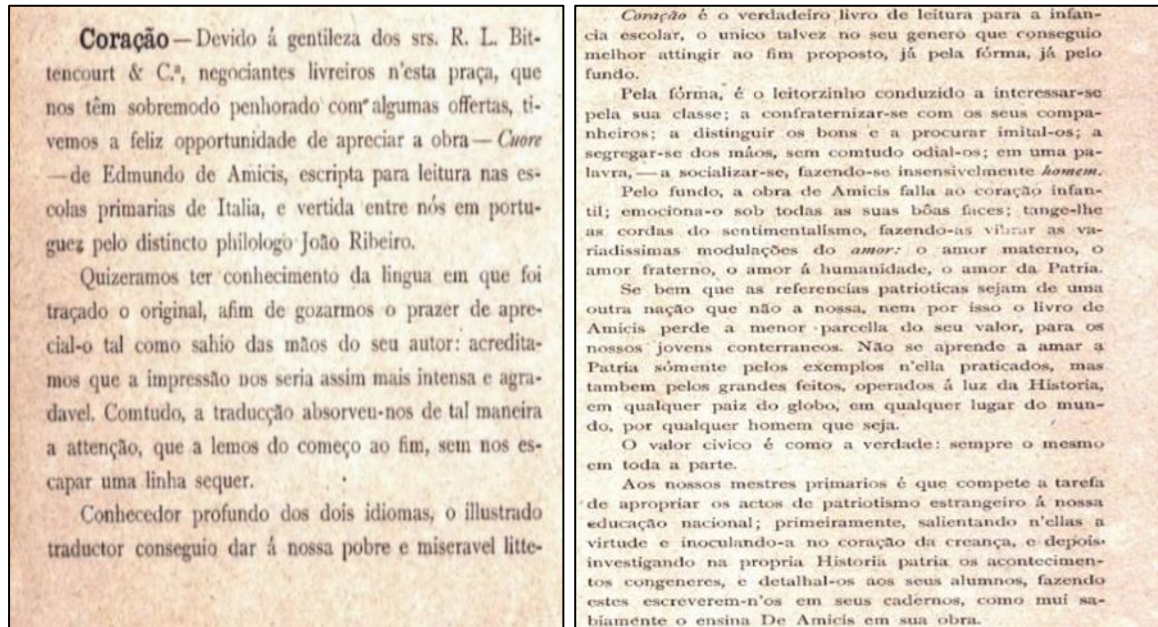 Coração — Devido á gentileza dos srs. R. L. Bit-
tencourt & C.ª, negociantes livreiros n'esta praça, que
nos têm sobremodo penhorado com algumas offertas, ti-
vemos a feliz opportunidade de apreciar a obra — Cuore
— de Edmundo de Amicis, escripta para leitura nas es-
colas primarias de Italia, e vertida entre nós em portu-
guez pelo distincto philologo João Ribeiro.
Quizeramos ter conhecimento da lingua em que foi
traçado o original, afim de gozarmos o prazer de apre-
cial-o tal como sahio das mãos do seu autor: acredita-
mos que a impressão nos seria assim mais intensa e agra-
davel. Comtudo, a traducção absorveu-nos de tal maneira
a attenção, que a lemos do começo ao fim, sem nos es-
capar uma linha sequer.
Conhecedor profundo dos dois idiomas, o illustrado
traductor conseguio dar á nossa pobre e miseravel litte-
Coração é o verdadeiro livro de leitura para a infan-
cia escolar, o unico talvez no seu genero que conseguio
melhor attingir ao fim proposto, já pela fórma, já pelo
fundo.
Pela fórma, é o leitorzinho conduzido a interessar-se
pela sua classe; a confraternizar-se com os seus compa-
nheiros; a distinguir os bons e a procurar imital-os; a
segregar-se dos máos, sem comtudo odial-os; em uma pa-
lavra, — a socializar-se, fazendo-se insensivelmente homem.
Pelo fundo, a obra de Amicis falla ao coração infan-
til; emociona-o sob todas as suas bôas faces; tange-lhe
as cordas do sentimentalismo, fazendo-as vibrar as va-
riadissimas modulações do amor: o amor materno, o
amor fraterno, o amor á humanidade, o amor da Patria.
Se bem que as referencias patrioticas sejam de uma
outra nação que não a nossa, nem por isso o livro de
Amicis perde a menor parcella do seu valor, para os
nossos jovens conterraneos. Não se aprende a amar a
Patria sómente pelos exemplos n'ella praticados, mas
tambem pelos grandes feitos, operados á luz da Historia,
em qualquer paiz do globo, em qualquer lugar do mun-
do, por qualquer homem que seja.
O valor civico é como a verdade: sempre o mesmo
em toda a parte.
Aos nossos mestres primarios é que compete a tarefa
de apropriar os actos de patriotismo estrangeiro á nossa
educação nacional; primeiramente, salientando n'ellas a
virtude e inoculando-a no coração da creança, e depois
investigando na propria Historia patria os acontecimen-
tos congeneres, e detalhal-os aos seus alumnos, fazendo
estes escreverem-n'os em seus cadernos, como mui sa-
biamente o ensina De Amicis em sua obra.